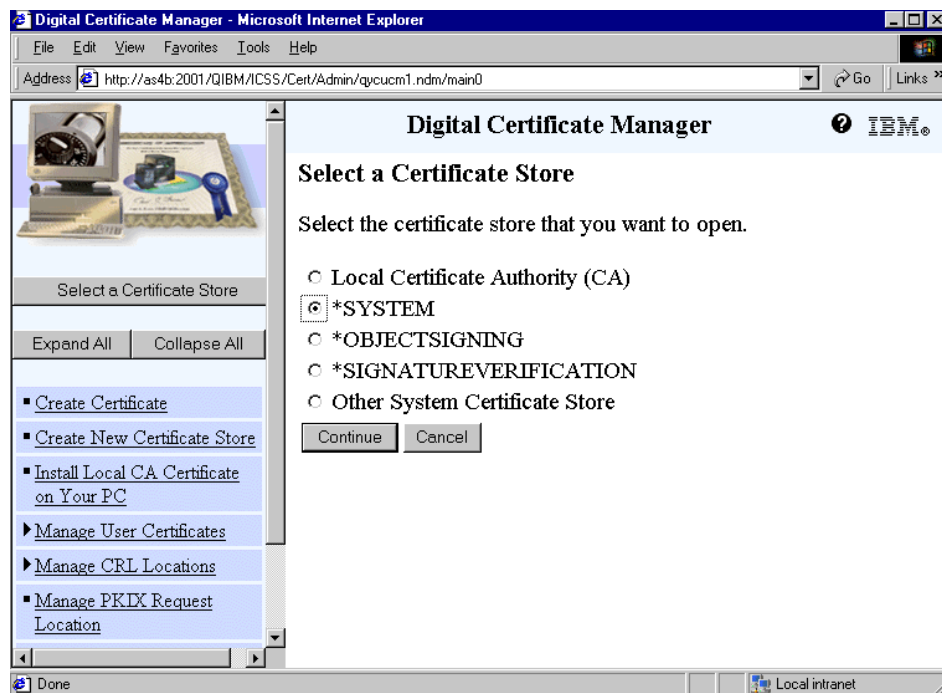 Digital Certificate Manager - Microsoft Internet Explorer
File Edit View Favorites Tools Help
Address http://as4b:2001/QIBM/ICSS/Cert/Admin/qycucm1.ndm/main0 Go Links »
Select a Certificate Store
Expand All Collapse All
Create Certificate
Create New Certificate Store
Install Local CA Certificate
on Your PC
Manage User Certificates
Manage CRL Locations
Manage PKIX Request
Location
Digital Certificate Manager ? IBM®
Select a Certificate Store
Select the certificate store that you want to open.
Local Certificate Authority (CA)
*SYSTEM
*OBJECTSIGNING
*SIGNATUREVERIFICATION
Other System Certificate Store
Continue Cancel
Done Local intranet